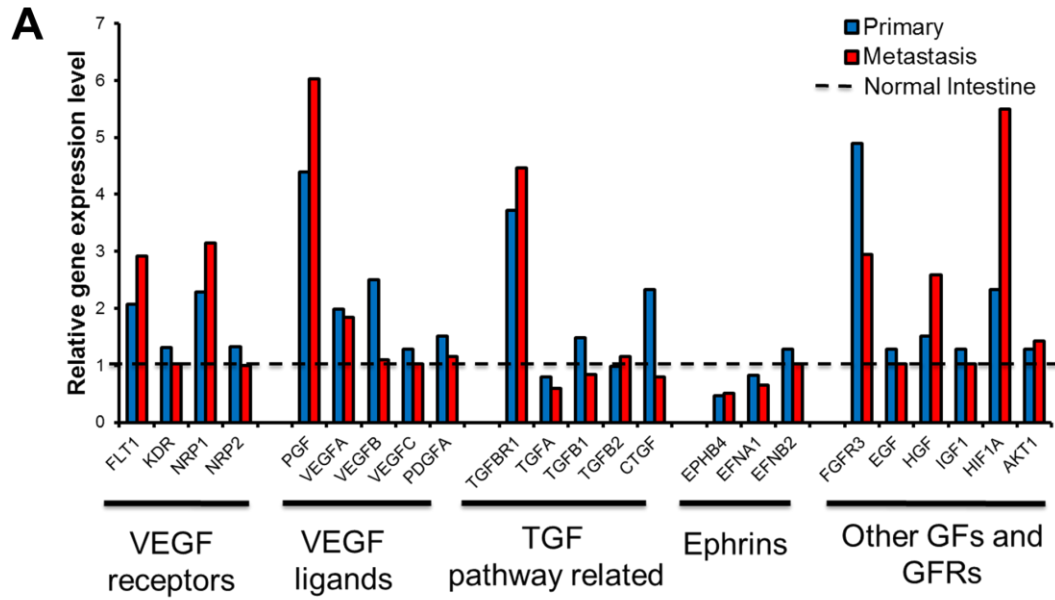 A
Relative gene expression level
7
6
5
4
3
2
1
0
Primary
Metastasis
Normal Intestine
FLT1
KDR
NRP1
NRP2
PGF
VEGFA
VEGFB
VEGFC
PDGFA
TGFBR1
TGFA
TGFB1
TGFB2
CTGF
EPHB4
EFNA1
EFNB2
FGFR3
EGF
HGF
IGF1
HIF1A
AKT1
VEGF
receptors
VEGF
ligands
TGF
pathway related
Ephrins
Other GFs and
GFRs